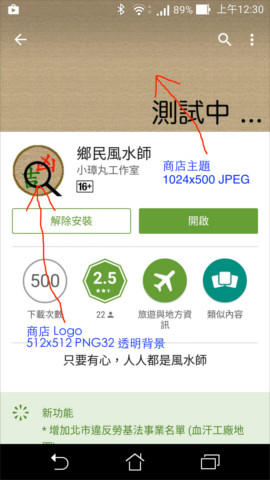 89% 上午12:30
測試中 ...
鄉民風水師
小璋丸工作室
16+
商店主題
1024x500 JPEG
解除安裝
開啟
500
2.5
下載次數
22
旅遊與地方資訊
類似內容
商店 Logo
512x512 PNG32 透明背景
只要有心，人人都是風水師
新功能
* 增加北市違反勞基法事業名單 (血汗工廠地